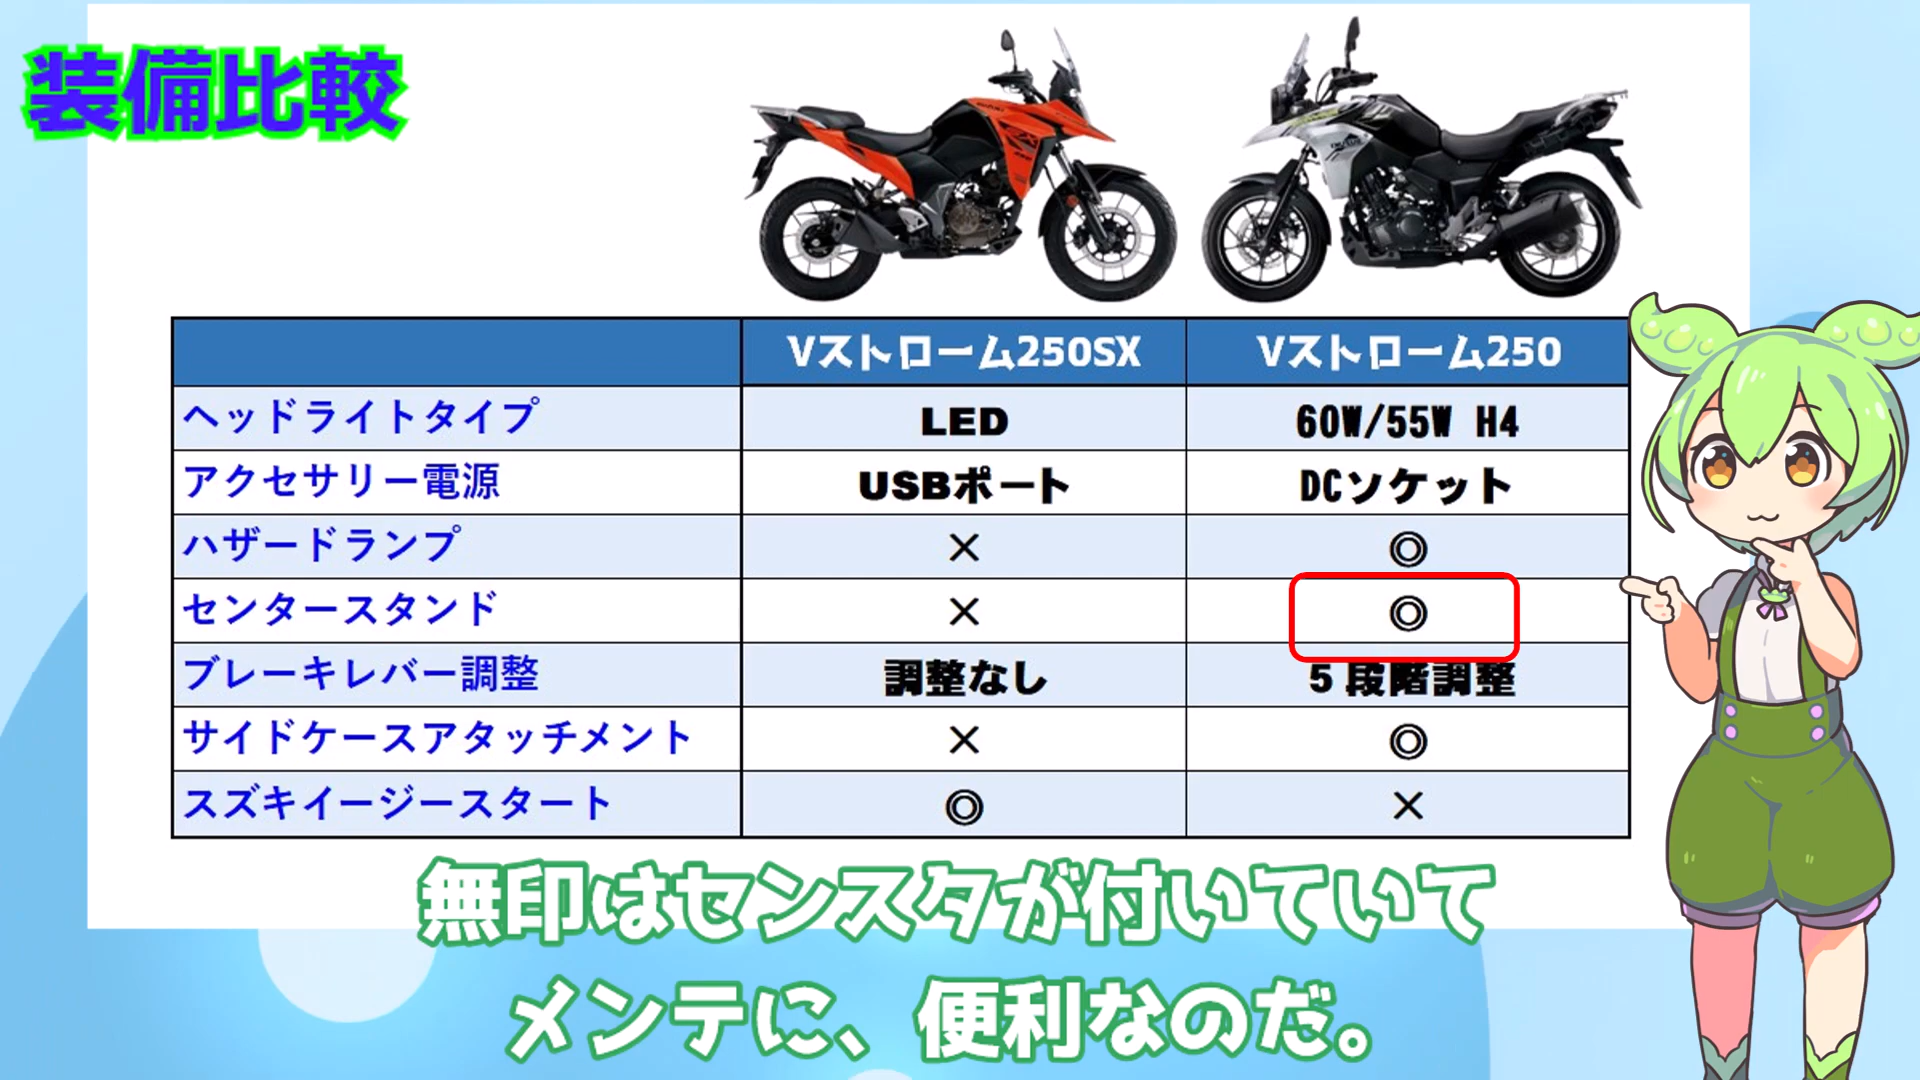 装備比較
Vストローム250SX Vストローム250
ヘッドライトタイプ LED 60W/55W H4
アクセサリー電源 USBポート DCソケット
ハザードランプ × ◎
センタースタンド × ◎
ブレーキレバー調整 調整なし 5段階調整
サイドケースアタッチメント × ◎
スズキイージースタート ◎ ×
無印はセンスタが付いていて
メンテに、便利なのだ。